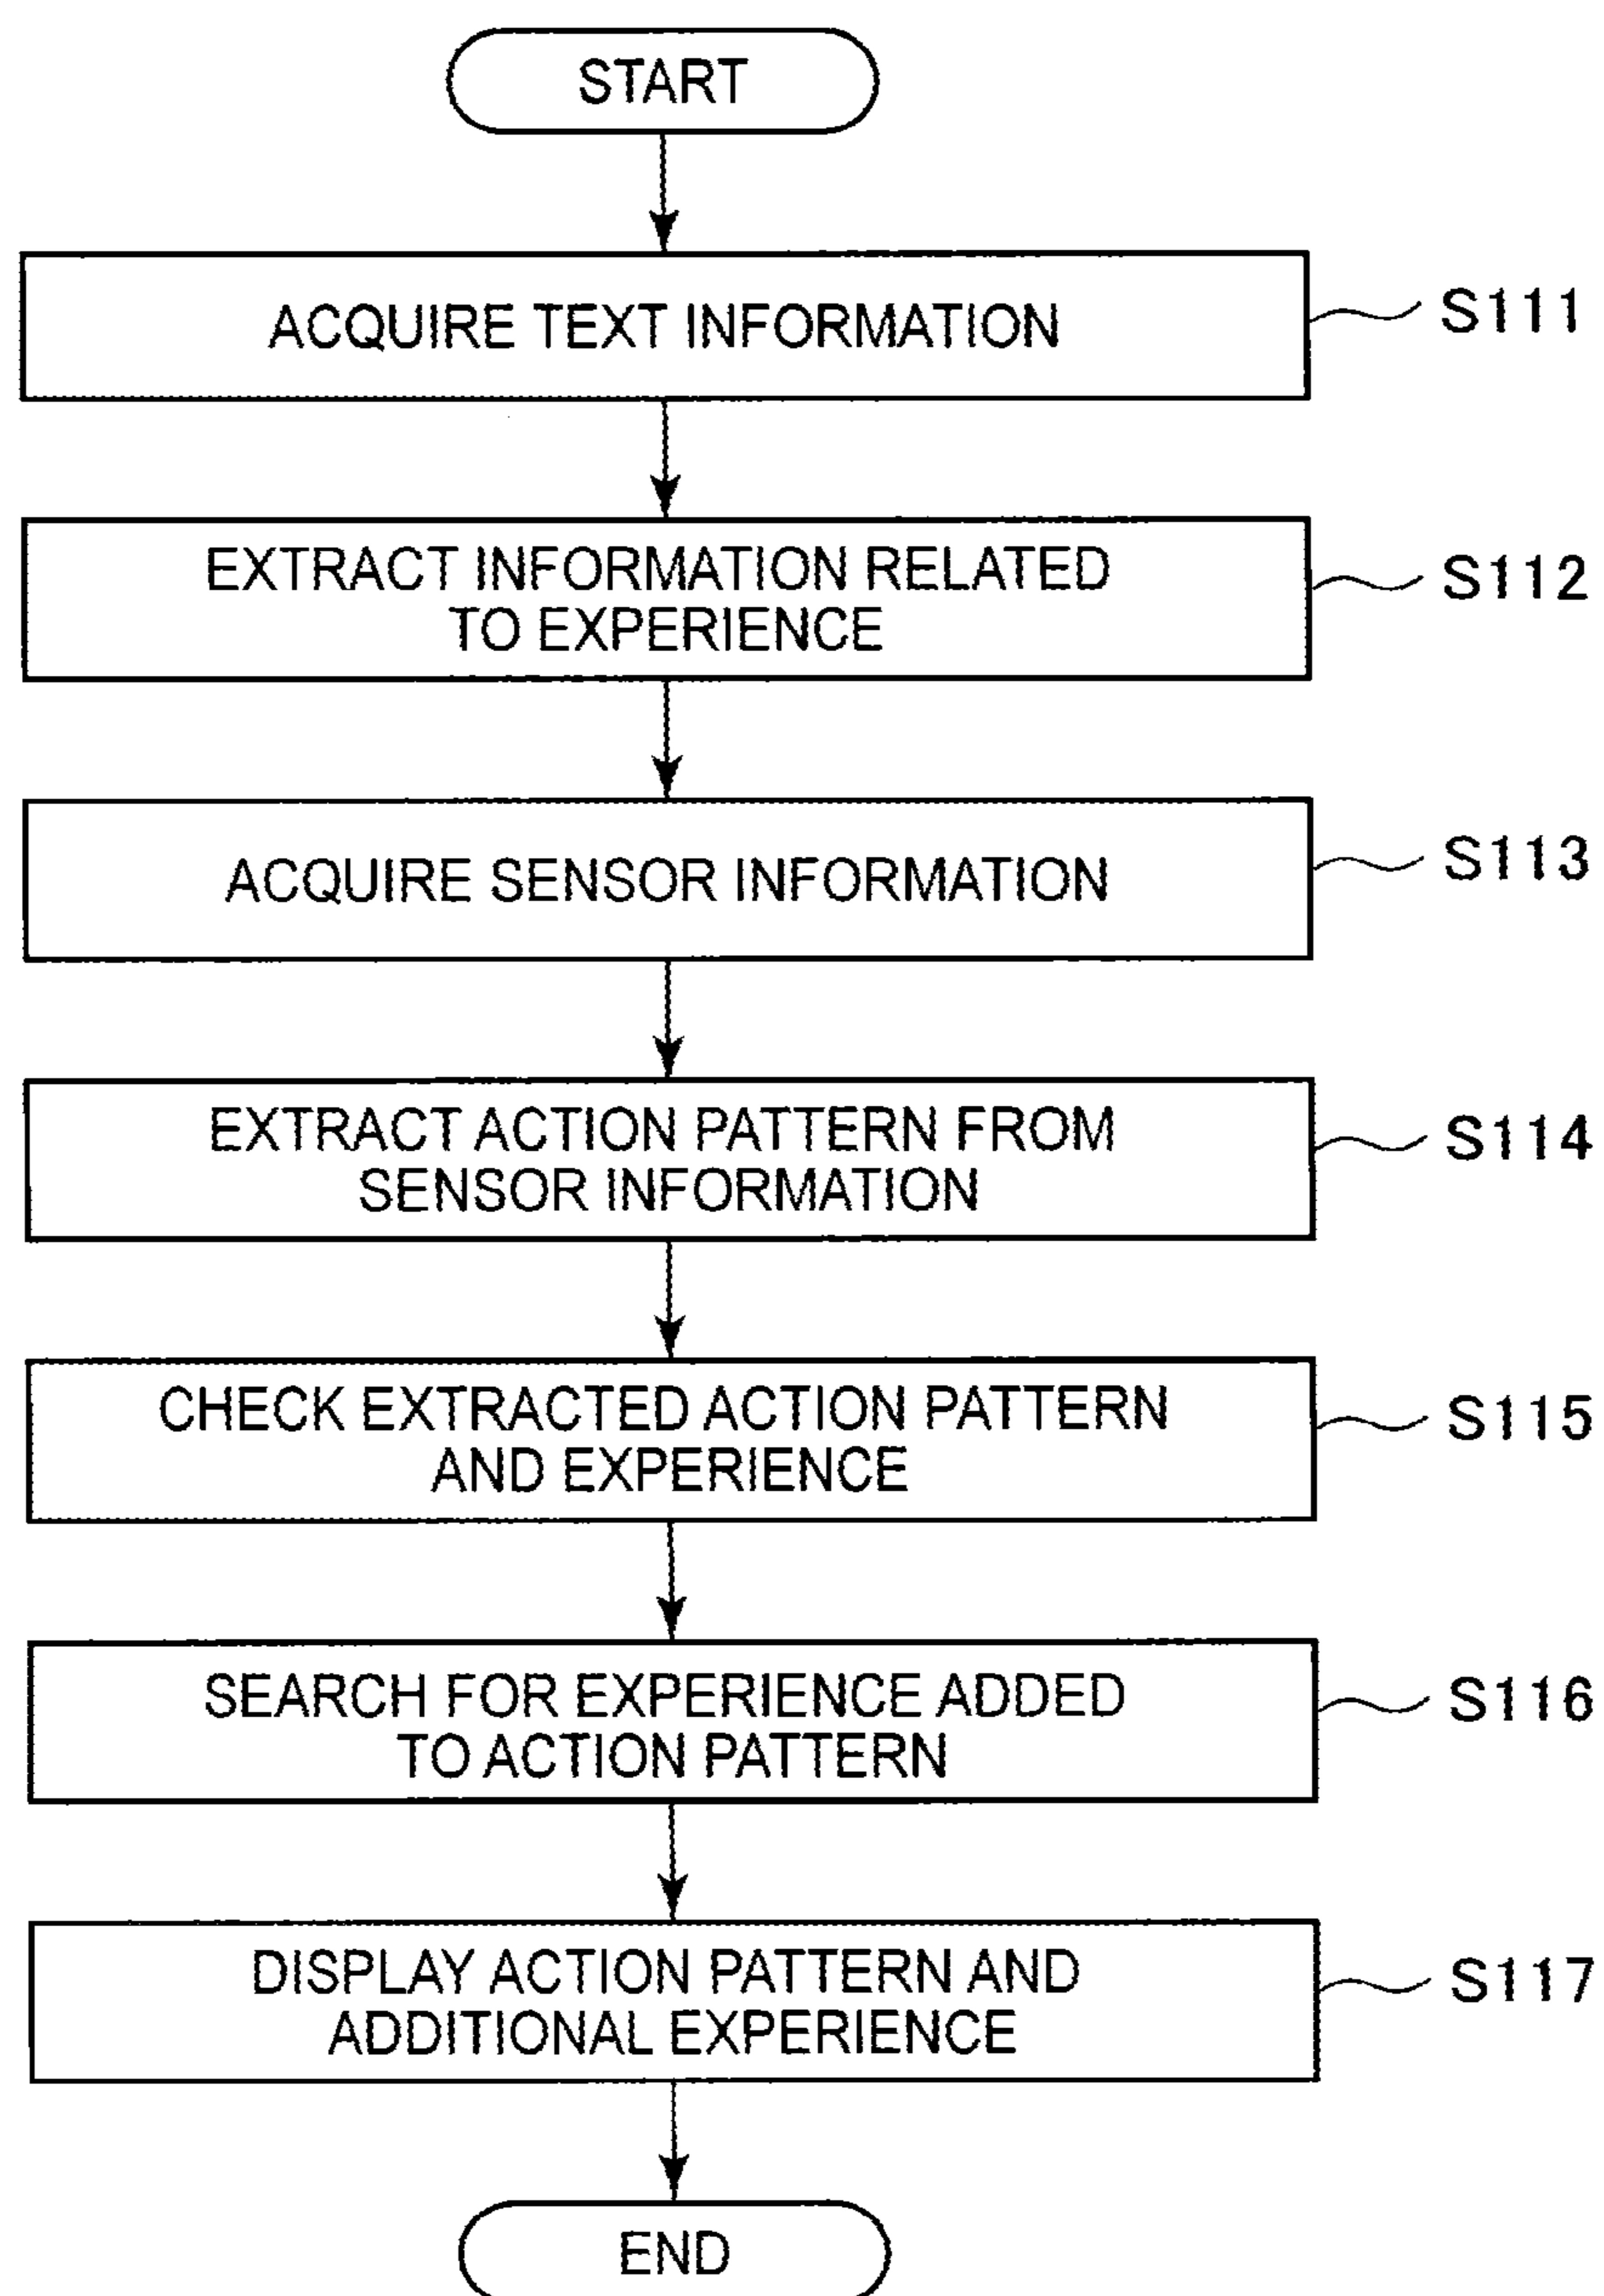 START
ACQUIRE TEXT INFORMATION
S111
EXTRACT INFORMATION RELATED
TO EXPERIENCE
S112
ACQUIRE SENSOR INFORMATION
S113
EXTRACT ACTION PATTERN FROM
SENSOR INFORMATION
S114
CHECK EXTRACTED ACTION PATTERN
AND EXPERIENCE
S115
SEARCH FOR EXPERIENCE ADDED
TO ACTION PATTERN
S116
DISPLAY ACTION PATTERN AND
ADDITIONAL EXPERIENCE
S117
END